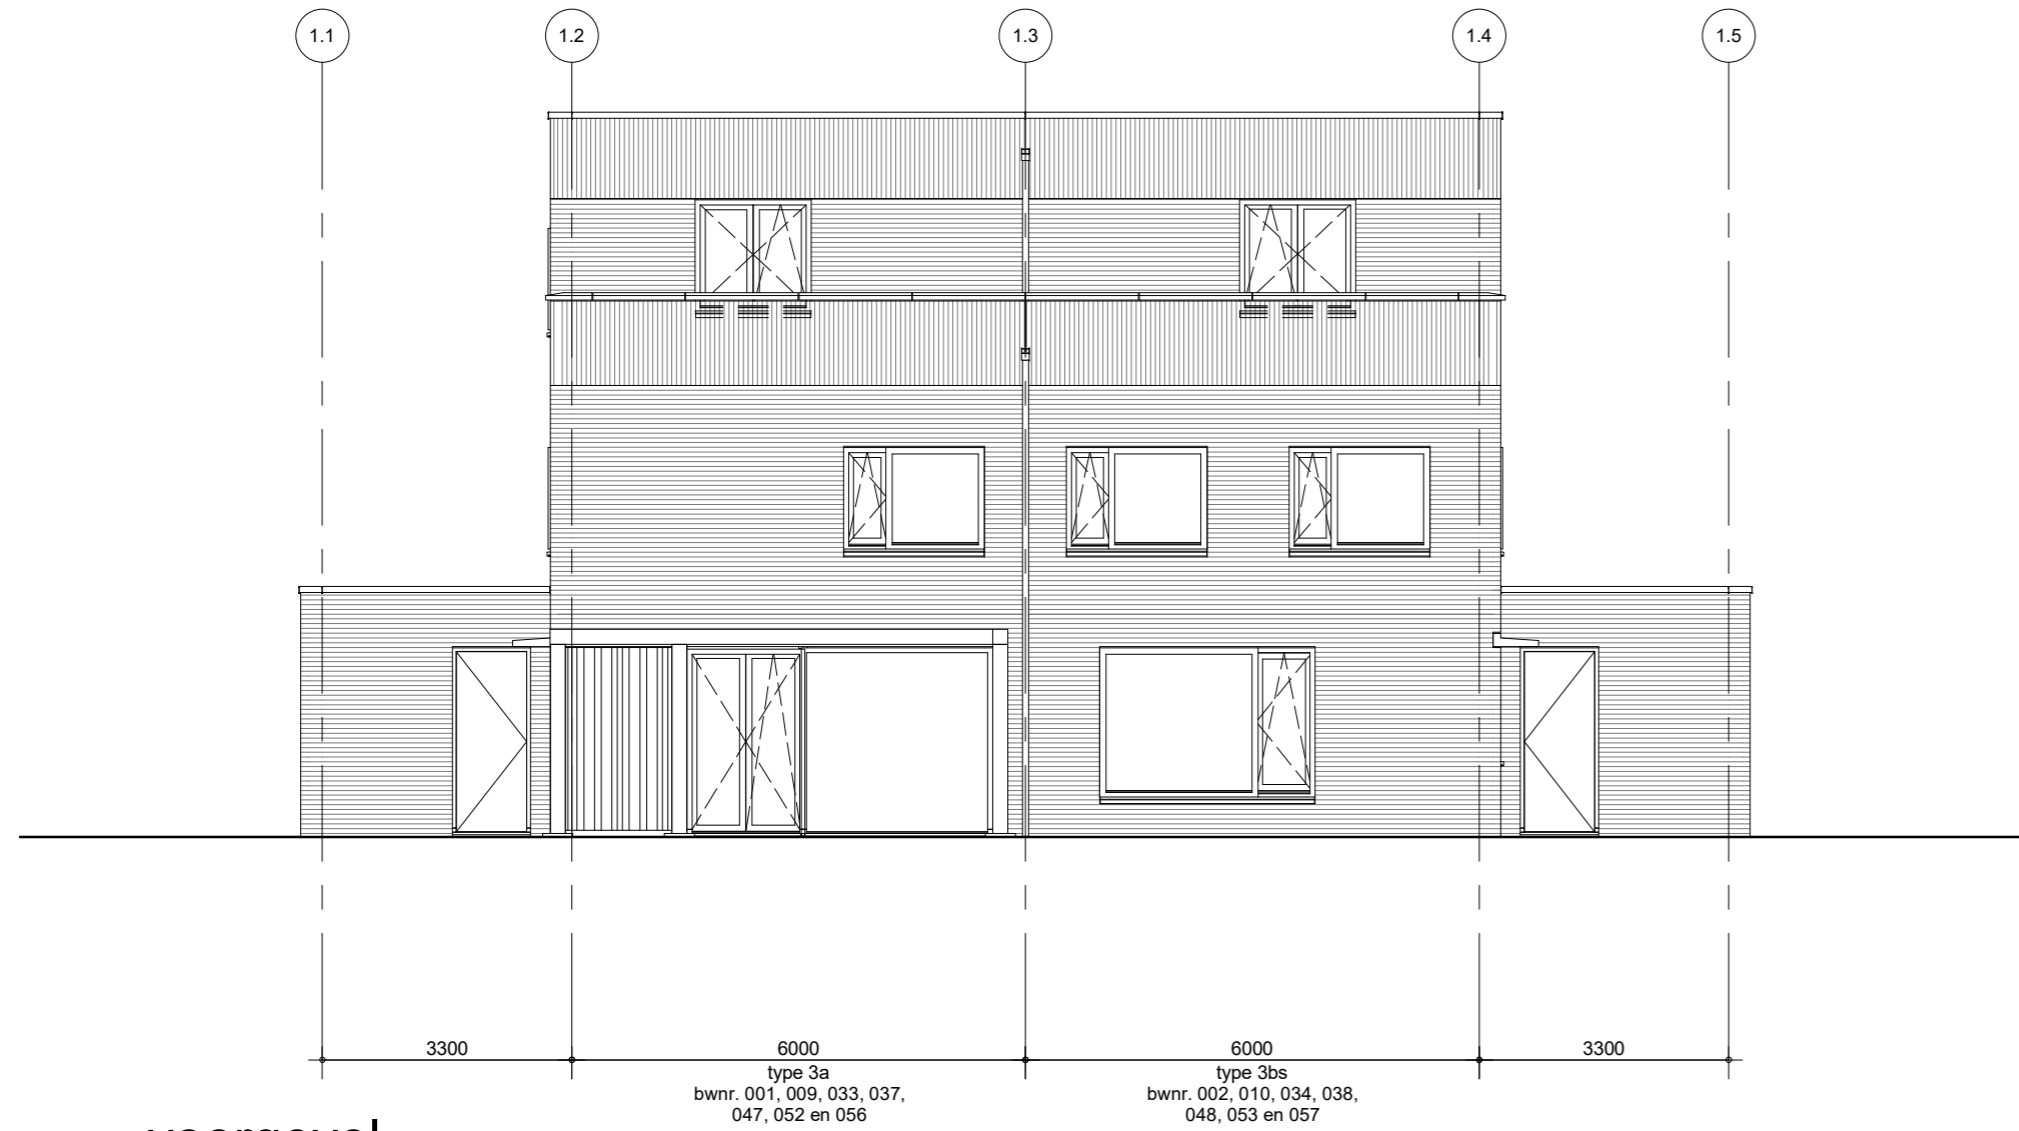 1.1 1.2 1.3 1.4 1.5
3300 6000 6000 3300
type 3a
bwnr. 001, 009, 033, 037,
047, 052 en 056
type 3bs
bwnr. 002, 010, 034, 038,
048, 053 en 057
voorgevel